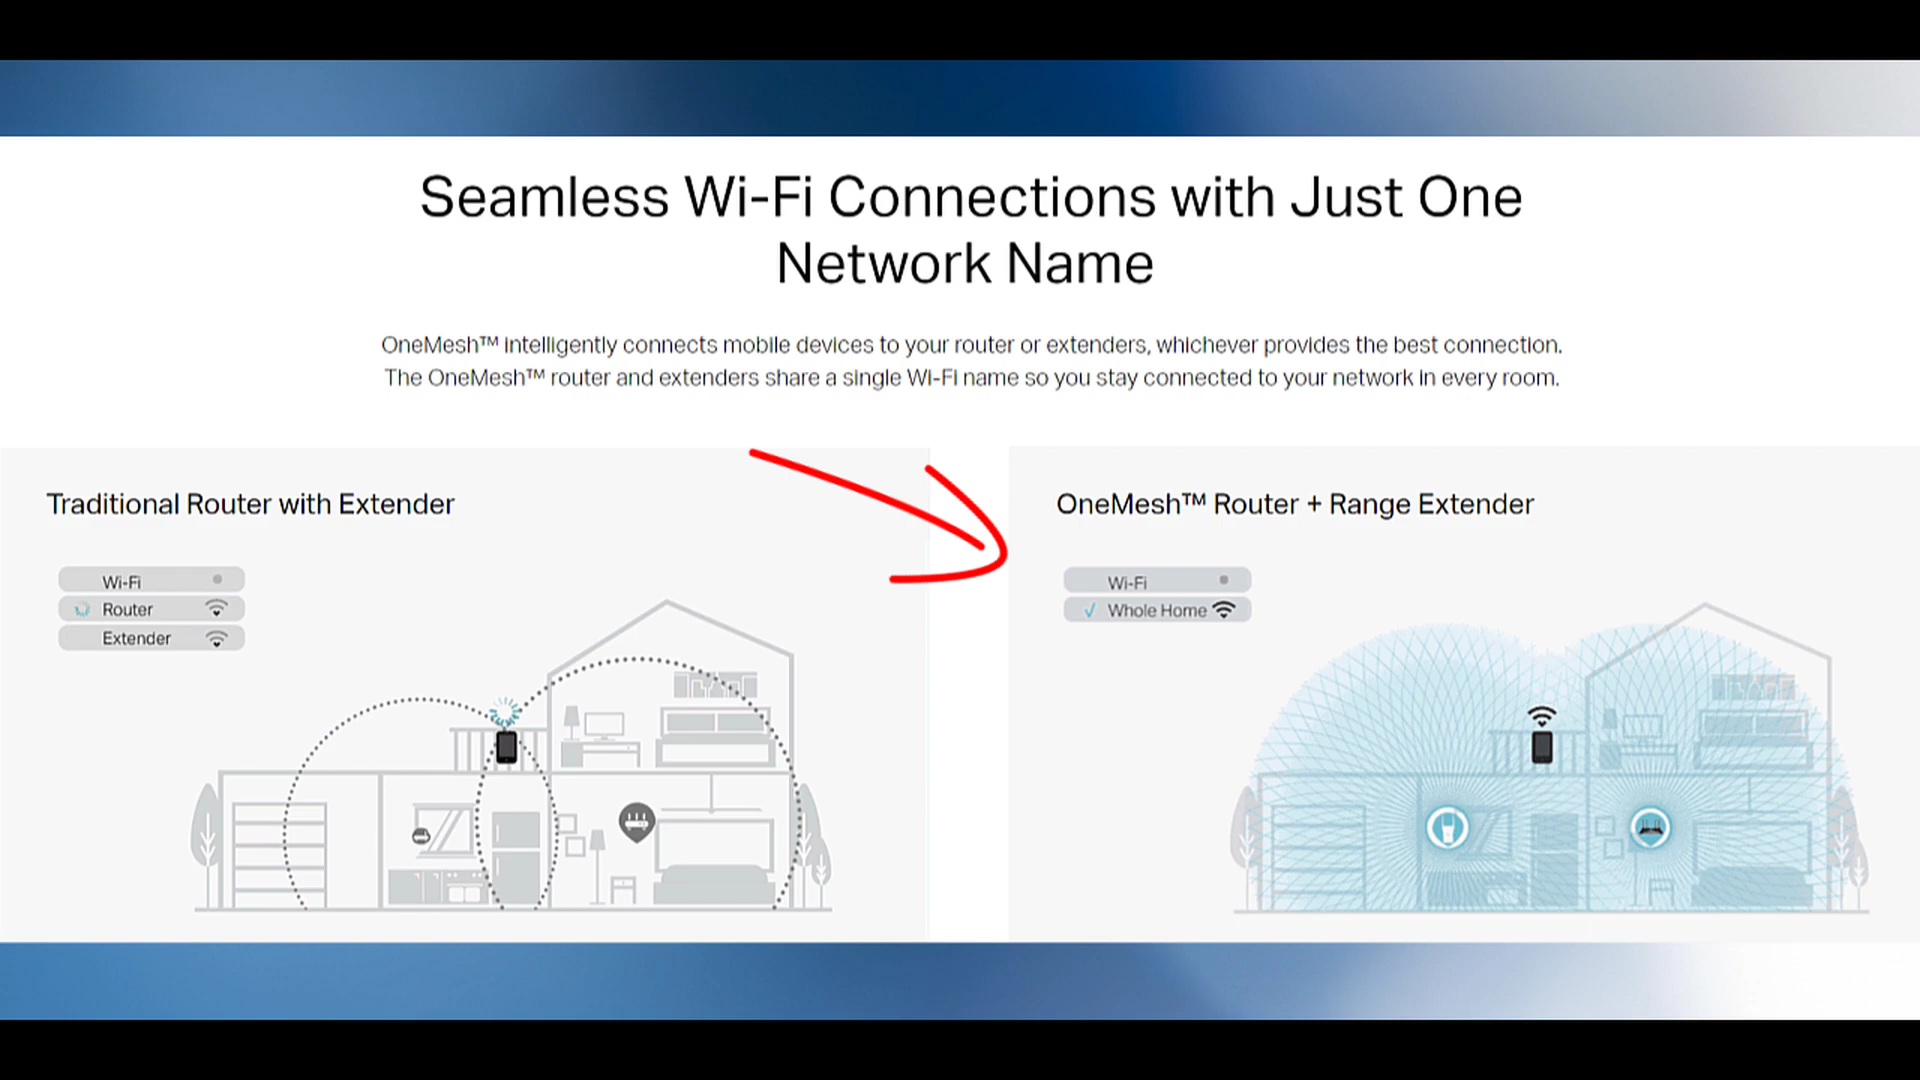 Seamless Wi-Fi Connections with Just One
Network Name
OneMesh™ intelligently connects mobile devices to your router or extenders, whichever provides the best connection.
The OneMesh™ router and extenders share a single Wi-Fi name so you stay connected to your network in every room.
Traditional Router with Extender
Wi-Fi
Router
Extender
OneMesh™ Router + Range Extender
Wi-Fi
Whole Home